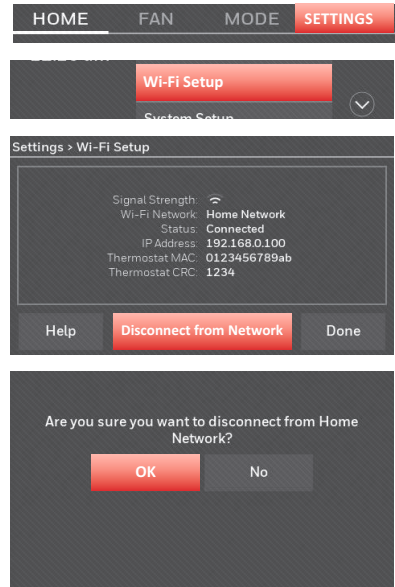 HOME FAN MODE SETTINGS
Wi-Fi Setup
System Setup
Settings > Wi-Fi Setup
Signal Strength:
Wi-Fi Network: Home Network
Status: Connected
IP Address: 192.168.0.100
Thermostat MAC: 0123456789ab
Thermostat CRC: 1234
Help Disconnect from Network Done
Are you sure you want to disconnect from Home
Network?
OK No